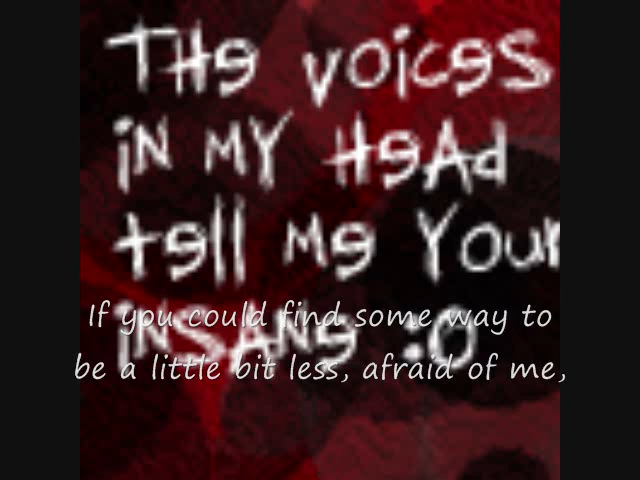 THe voices
iN MY HeAd
tell Me Your
iNSANe :O
If you could find some way to
be a little bit less, afraid of me,